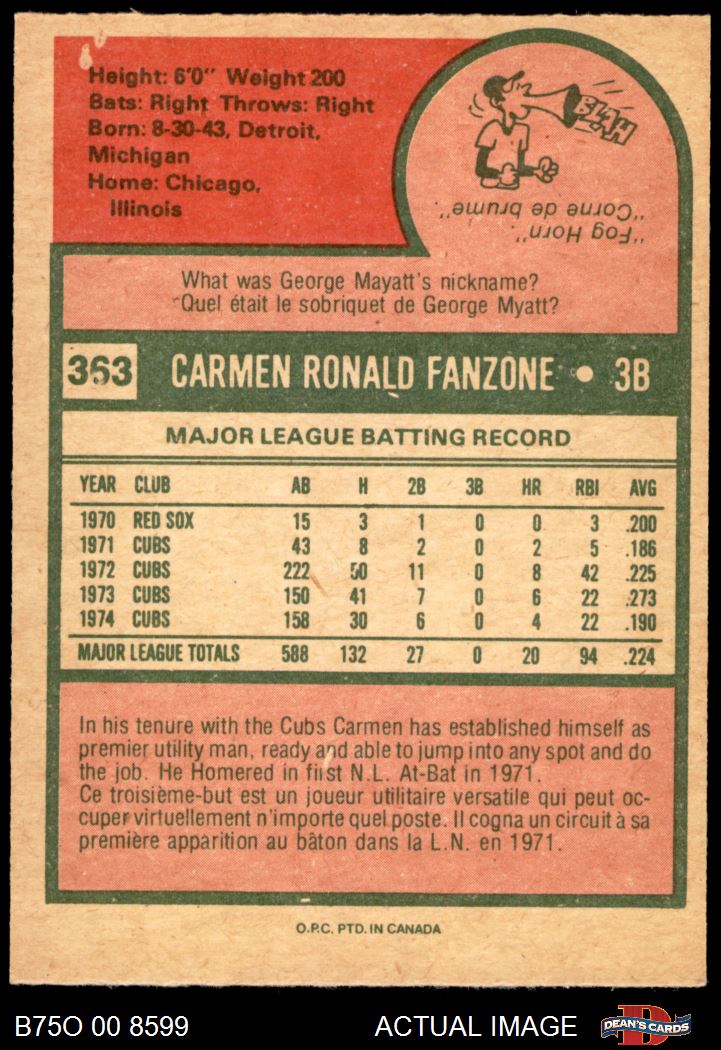 Height: 6'0" Weight 200
Bats: Right Throws: Right
Born: 8-30-43, Detroit,
Michigan
Home: Chicago,
Illinois
BLAH
"Fog Horn".
"Corne de brume".
What was George Mayatt's nickname?
Quel était le sobriquet de George Myatt?
363 CARMEN RONALD FANZONE • 3B
MAJOR LEAGUE BATTING RECORD
YEAR CLUB AB H 2B 3B HR RBI AVG
1970 RED SOX 15 3 1 0 0 3 .200
1971 CUBS 43 8 2 0 2 5 .186
1972 CUBS 222 50 11 0 8 42 .225
1973 CUBS 150 41 7 0 6 22 .273
1974 CUBS 158 30 6 0 4 22 .190
MAJOR LEAGUE TOTALS 588 132 27 0 20 94 .224
In his tenure with the Cubs Carmen has established himself as
premier utility man, ready and able to jump into any spot and do
the job. He Homered in first N.L. At-Bat in 1971.
Ce troisième-but est un joueur utilitaire versatile qui peut oc-
cuper virtuellement n'importe quel poste. Il cogna un circuit à sa
première apparition au bâton dans la L.N. en 1971.
O.P.C. PTD. IN CANADA
B75O 00 8599 ACTUAL IMAGE D DEAN'S CARDS